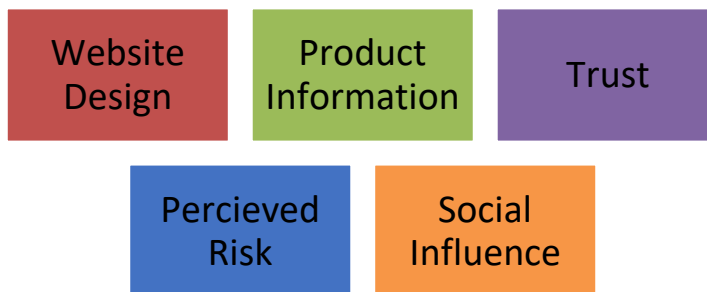 Website
Design
Product
Information
Trust
Percieved
Risk
Social
Influence